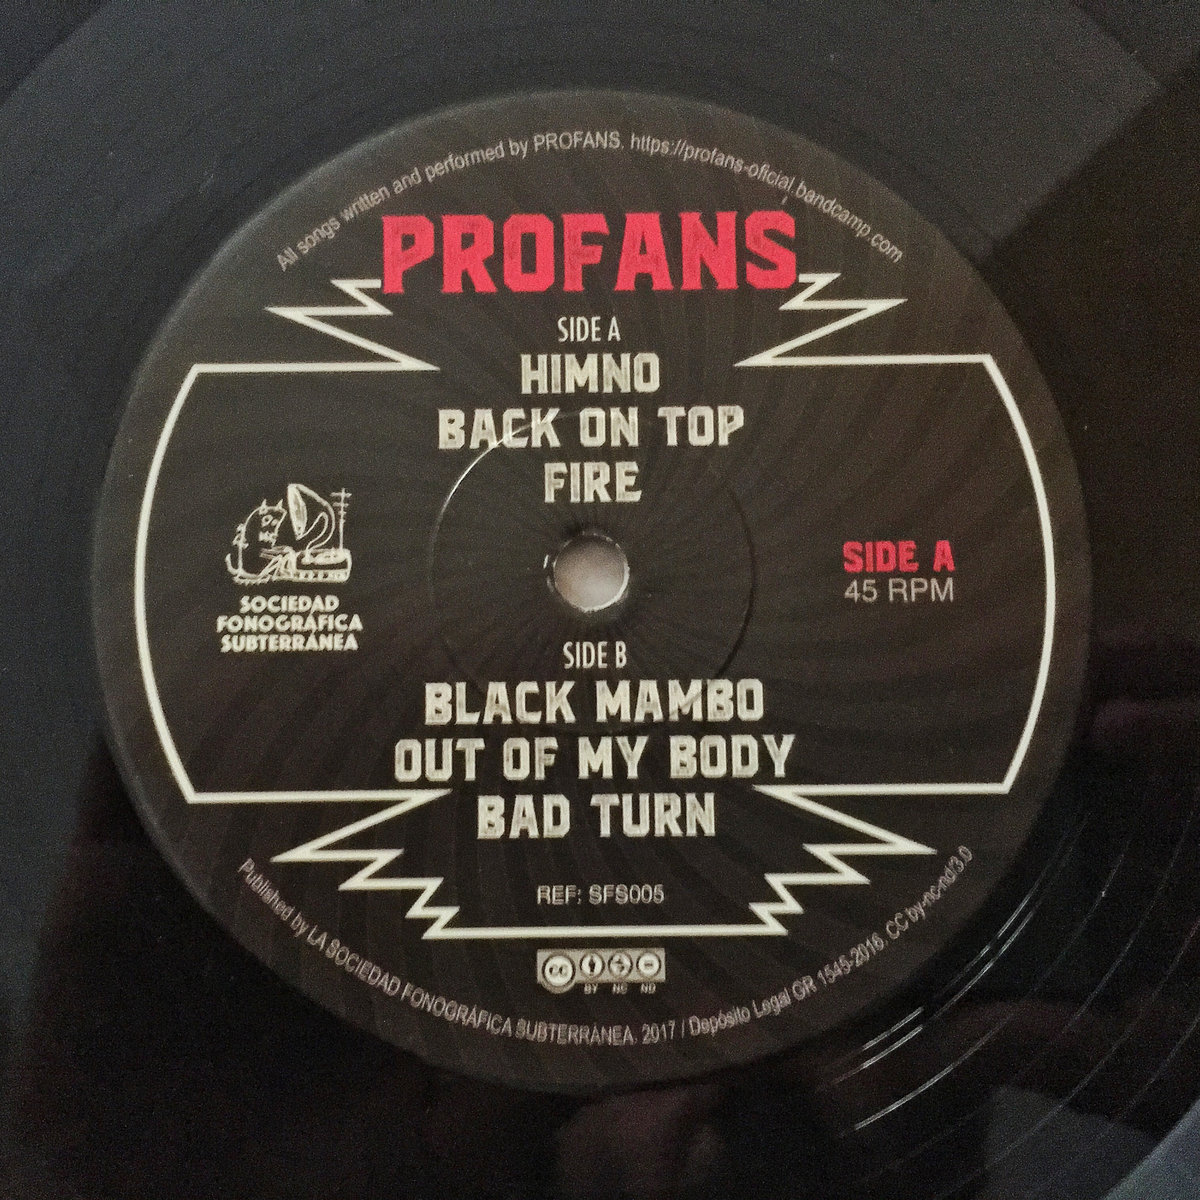 All songs written and performed by PROFANS. https://profans-oficial.bandcamp.com
PROFANS
SIDE A
HIMNO
BACK ON TOP
FIRE
SOCIEDAD
FONOGRÁFICA
SUBTERRÁNEA
SIDE A
45 RPM
SIDE B
BLACK MAMBO
OUT OF MY BODY
BAD TURN
REF: SFS005
cc
BY NC ND
Published by LA SOCIEDAD FONOGRÁFICA SUBTERRÁNEA. 2017 / Depósito Legal GR 1545-2016. CC by-nc-nd/3.0